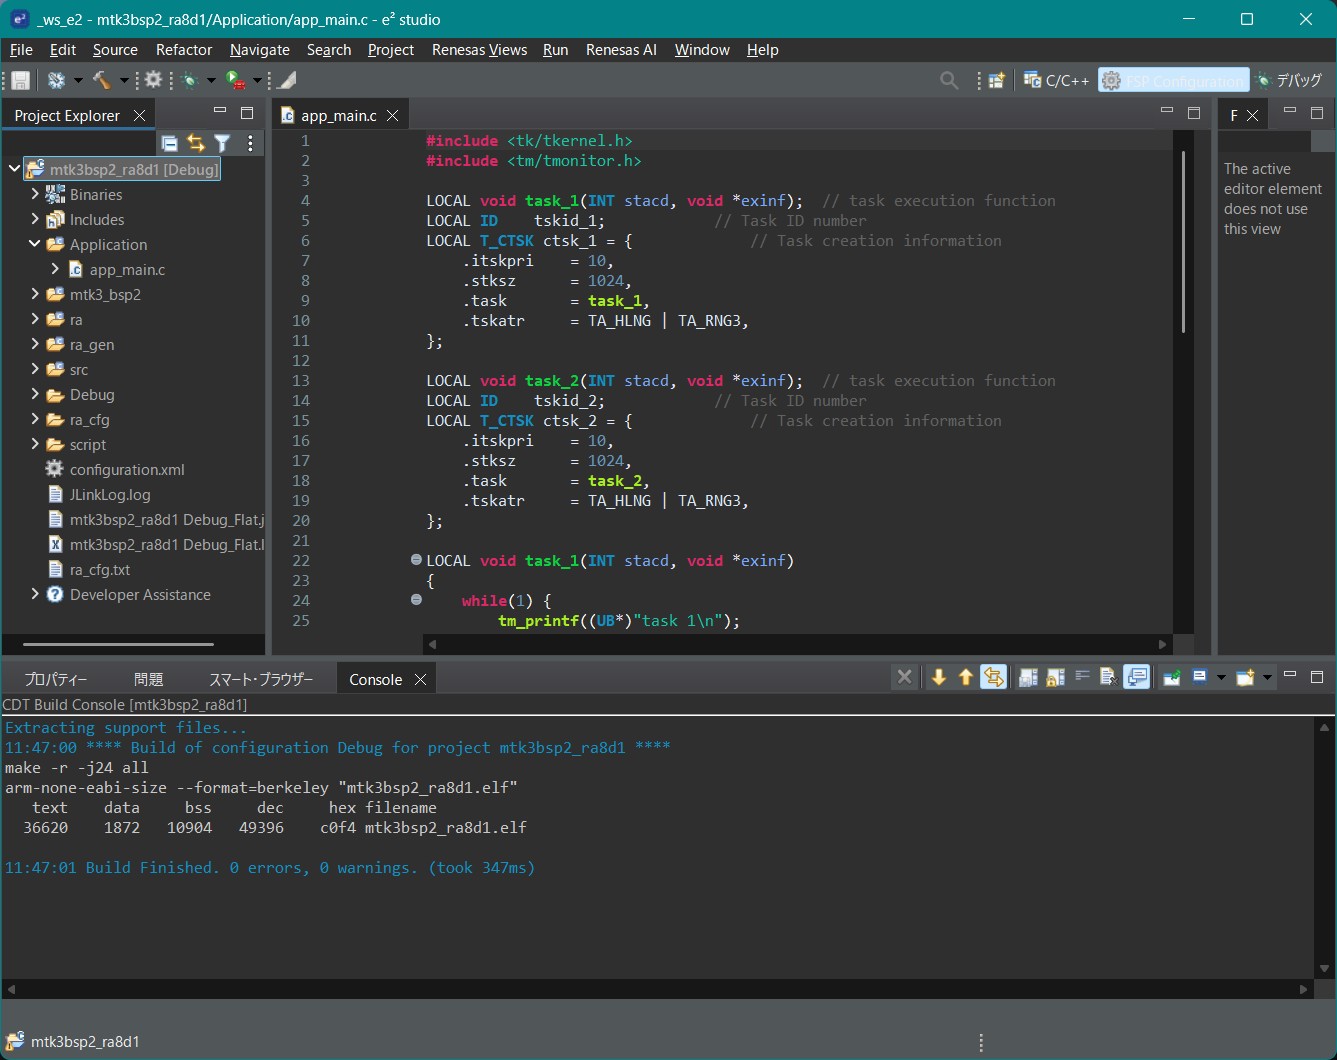 _ws_e2 - mtk3bsp2_ra8d1/Application/app_main.c - e² studio
File Edit Source Refactor Navigate Search Project Renesas Views Run Renesas AI Window Help
C/C++ FSP Configuration デバッグ
Project Explorer
mtk3bsp2_ra8d1 [Debug]
Binaries
Includes
Application
app_main.c
mtk3_bsp2
ra
ra_gen
src
Debug
ra_cfg
script
configuration.xml
JLinkLog.log
mtk3bsp2_ra8d1 Debug_Flat.j
mtk3bsp2_ra8d1 Debug_Flat.l
ra_cfg.txt
Developer Assistance
app_main.c
1 #include <tk/tkernel.h>
2 #include <tm/tmonitor.h>
3
4 LOCAL void task_1(INT stacd, void *exinf); // task execution function
5 LOCAL ID tskid_1; // Task ID number
6 LOCAL T_CTSK ctsk_1 = { // Task creation information
7 .itskpri = 10,
8 .stksz = 1024,
9 .task = task_1,
10 .tskatr = TA_HLNG | TA_RNG3,
11 };
12
13 LOCAL void task_2(INT stacd, void *exinf); // task execution function
14 LOCAL ID tskid_2; // Task ID number
15 LOCAL T_CTSK ctsk_2 = { // Task creation information
16 .itskpri = 10,
17 .stksz = 1024,
18 .task = task_2,
19 .tskatr = TA_HLNG | TA_RNG3,
20 };
21
22 LOCAL void task_1(INT stacd, void *exinf)
23 {
24 while(1) {
25 tm_printf((UB*)"task 1\n");
F
The active
editor element
does not use
this view
プロパティー 問題 スマート・ブラウザー Console
CDT Build Console [mtk3bsp2_ra8d1]
Extracting support files...
11:47:00 **** Build of configuration Debug for project mtk3bsp2_ra8d1 ****
make -r -j24 all
arm-none-eabi-size --format=berkeley "mtk3bsp2_ra8d1.elf"
text data bss dec hex filename
36620 1872 10904 49396 c0f4 mtk3bsp2_ra8d1.elf
11:47:01 Build Finished. 0 errors, 0 warnings. (took 347ms)
mtk3bsp2_ra8d1